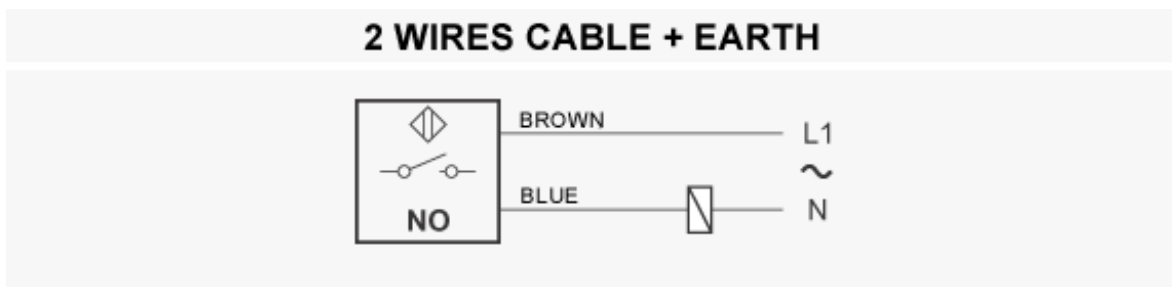 2 WIRES CABLE + EARTH
BROWN
L1
~
BLUE
N
NO